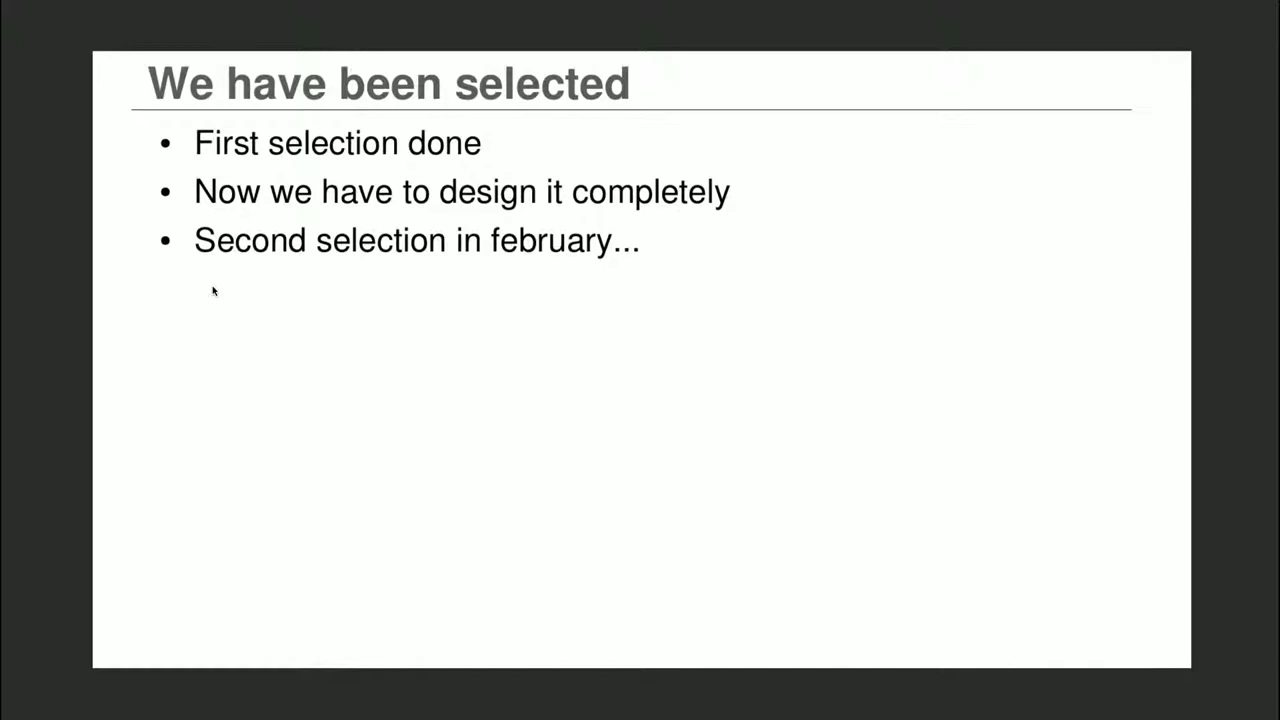 We have been selected
• First selection done
• Now we have to design it completely
• Second selection in february...